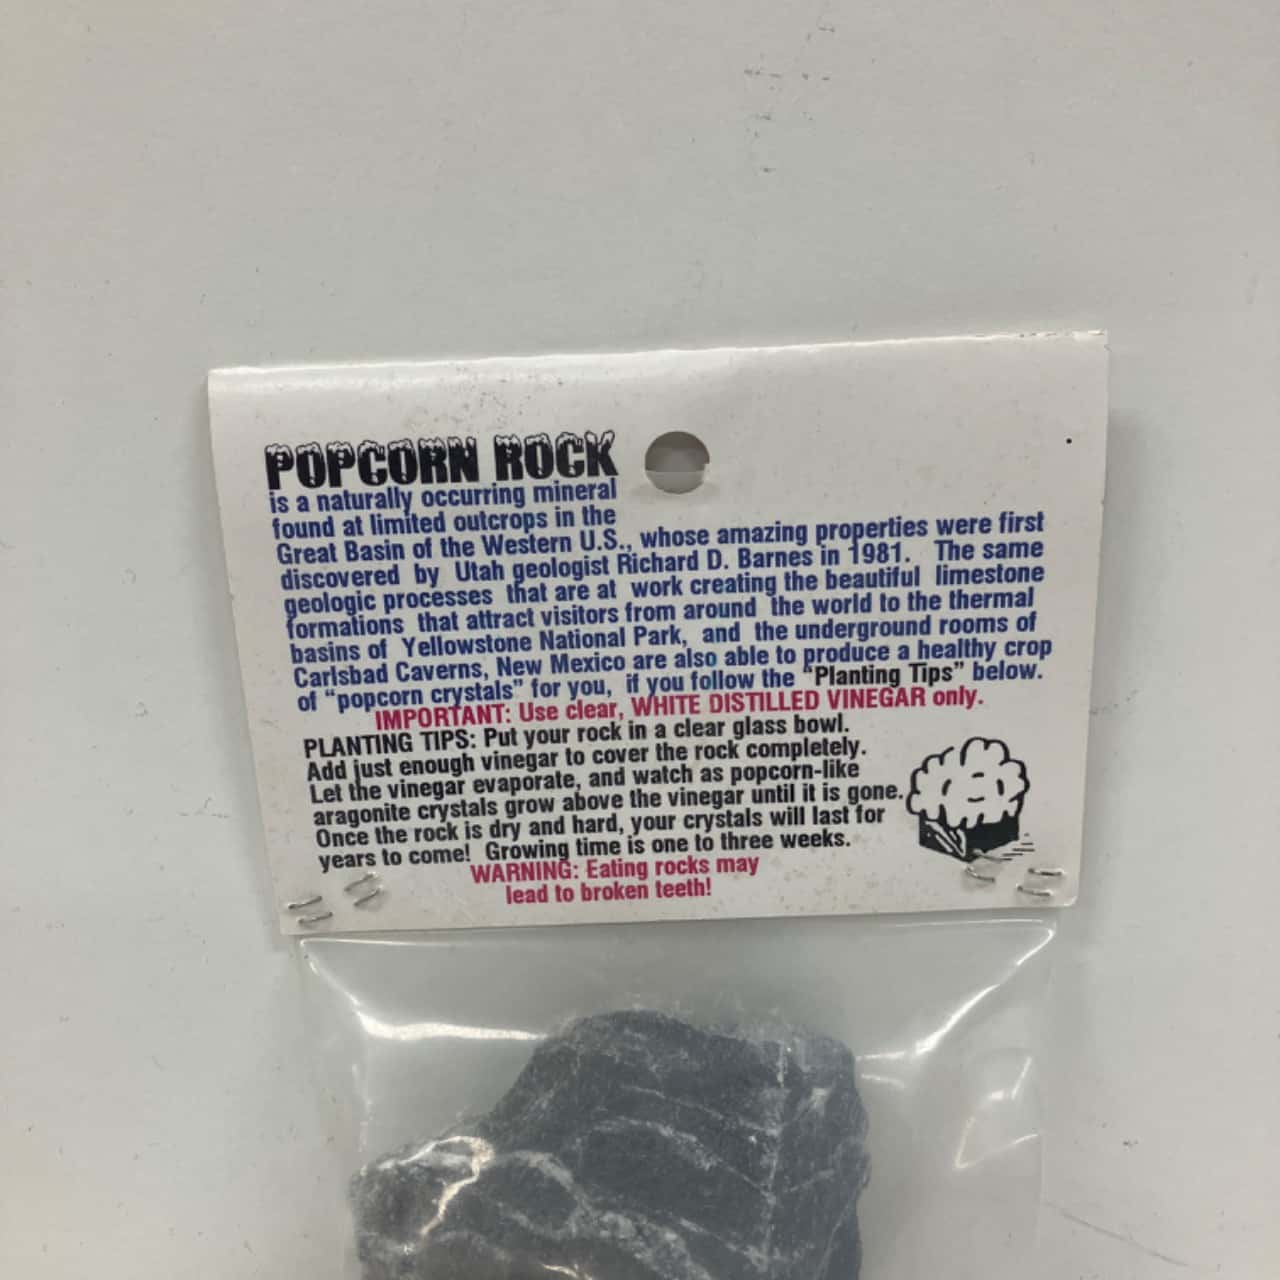 POPCORN ROCK
is a naturally occurring mineral
found at limited outcrops in the
Great Basin of the Western U.S., whose amazing properties were first
discovered by Utah geologist Richard D. Barnes in 1981. The same
geologic processes that are at work creating the beautiful limestone
formations that attract visitors from around the world to the thermal
basins of Yellowstone National Park, and the underground rooms of
Carlsbad Caverns, New Mexico are also able to produce a healthy crop
of “popcorn crystals” for you, if you follow the “Planting Tips” below.
IMPORTANT: Use clear, WHITE DISTILLED VINEGAR only.
PLANTING TIPS: Put your rock in a clear glass bowl.
Add just enough vinegar to cover the rock completely.
Let the vinegar evaporate, and watch as popcorn-like
aragonite crystals grow above the vinegar until it is gone.
Once the rock is dry and hard, your crystals will last for
years to come! Growing time is one to three weeks.
WARNING: Eating rocks may
lead to broken teeth!